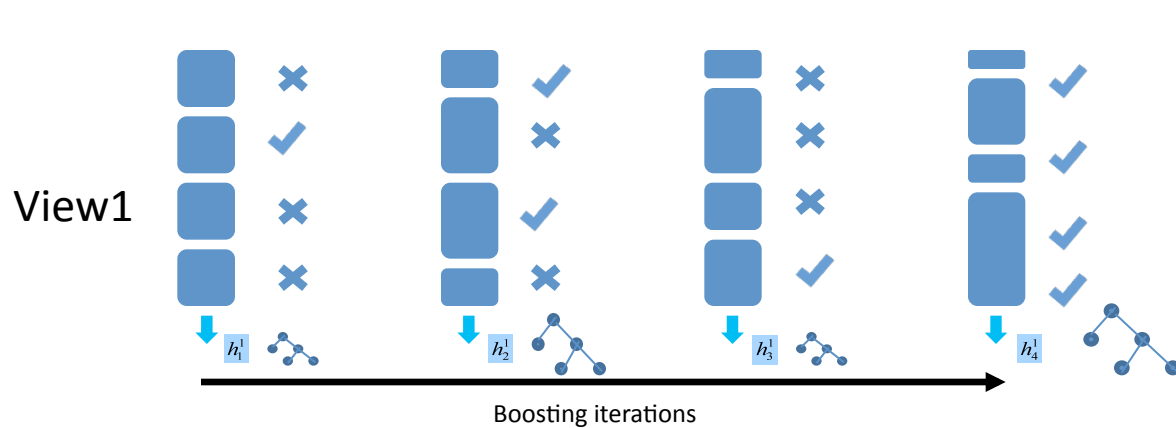 View1
h₁¹
h₂¹
h₃¹
h₄¹
Boosting iterations